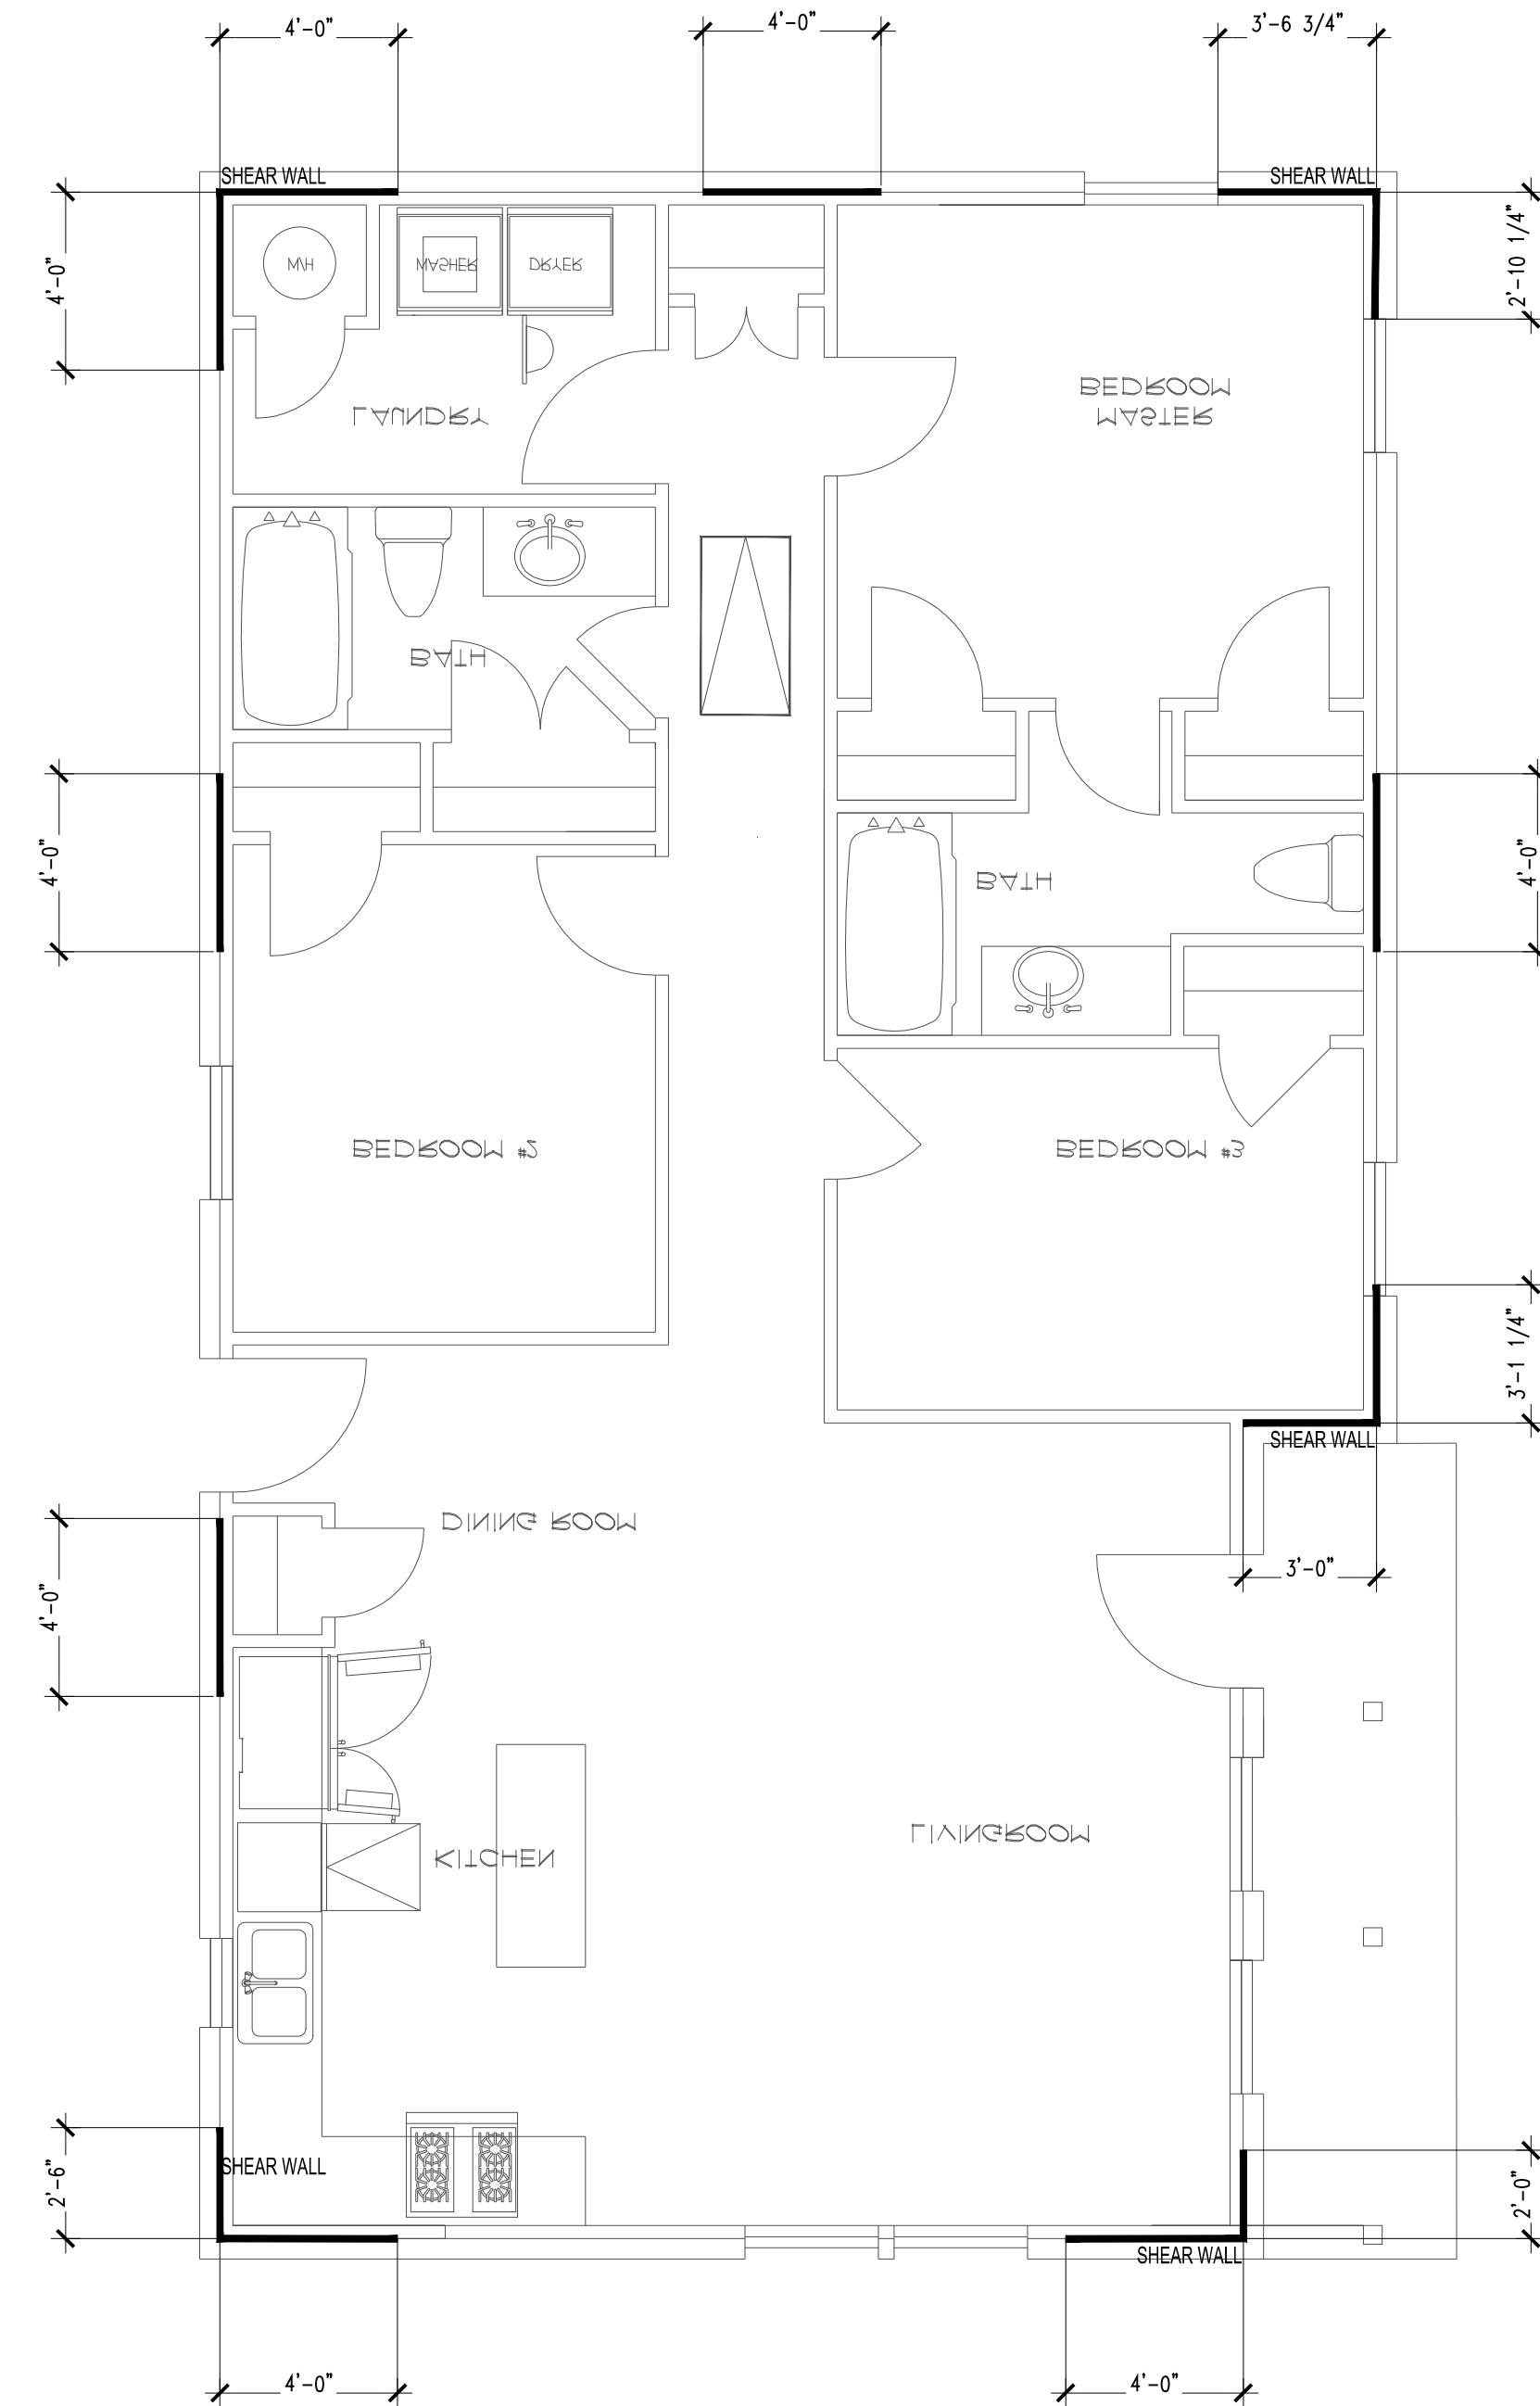 4'-0"
4'-0"
3'-6 3/4"
SHEAR WALL
SHEAR WALL
4'-0"
2'-10 1/4"
W/H
WASHER
DRYER
BEDROOM
MASTER
LAUNDRY
BATH
4'-0"
4'-0"
BATH
BEDROOM #2
BEDROOM #3
3'-1 1/4"
SHEAR WALL
DINING ROOM
3'-0"
4'-0"
LIVINGROOM
KITCHEN
2'-6"
SHEAR WALL
2'-0"
SHEAR WALL
4'-0"
4'-0"